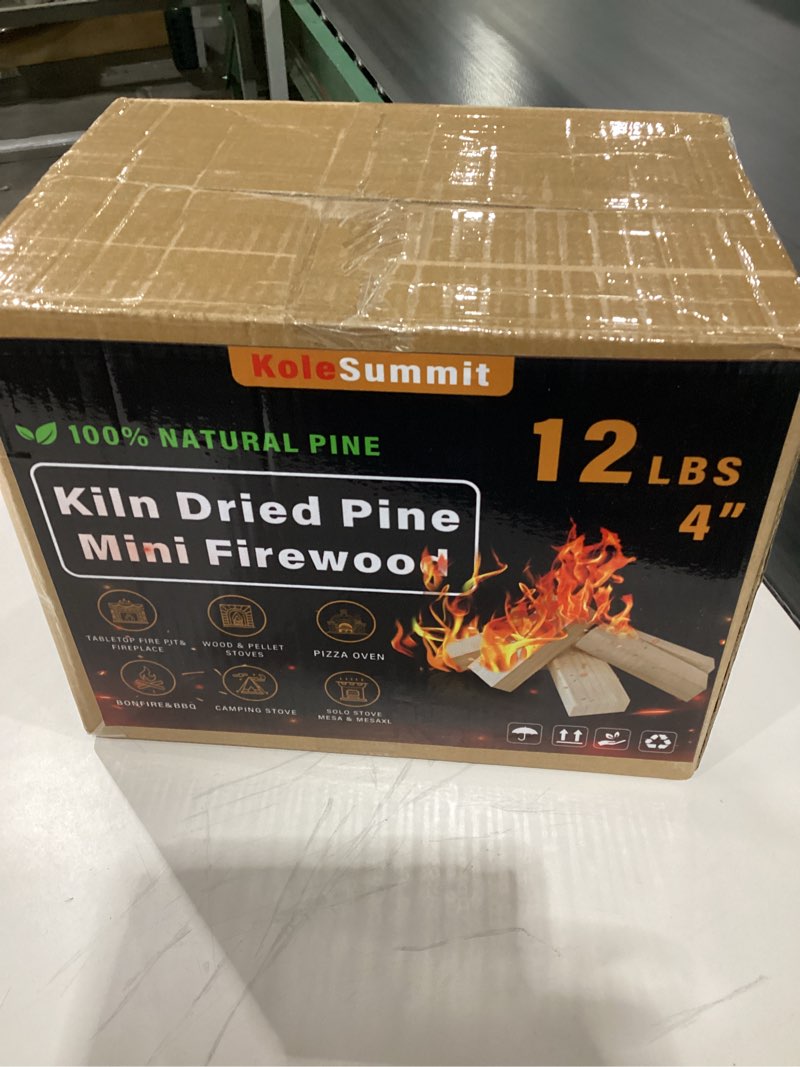 KoleSummit
100% NATURAL PINE
12 LBS
4"
Kiln Dried Pine
Mini Firewood
TABLETOP FIRE PIT&
FIREPLACE
WOOD & PELLET
STOVES
PIZZA OVEN
BONFIRE&BBQ
CAMPING STOVE
SOLO STOVE
MESA & MESAXL